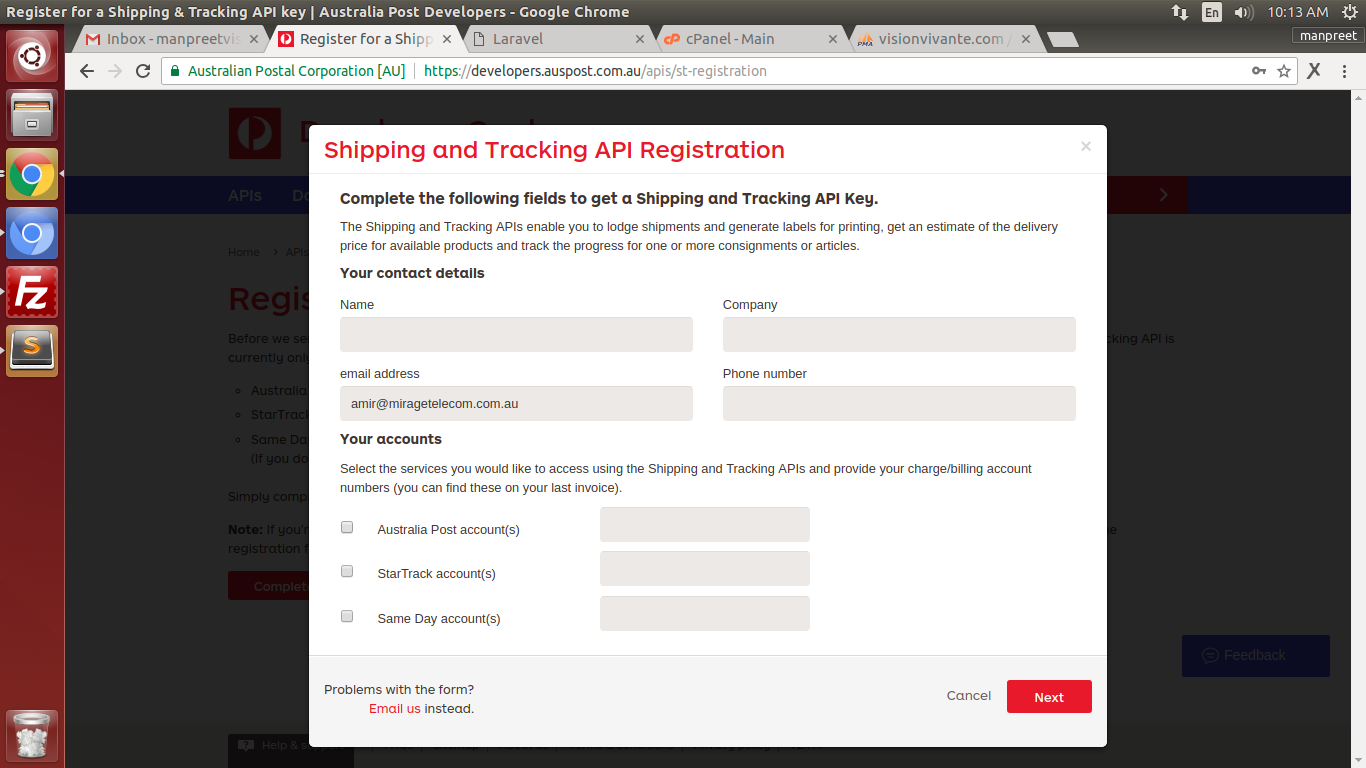 Register for a Shipping & Tracking API key | Australia Post Developers - Google Chrome
En
10:13 AM
manpreet
Inbox - manpreetvis
Register for a Shipp
Laravel
cPanel - Main
visionvivante.com /
Australian Postal Corporation [AU]
https://developers.auspost.com.au/apis/st-registration
APIs
Home > APIs
Shipping and Tracking API Registration
×
Complete the following fields to get a Shipping and Tracking API Key.
The Shipping and Tracking APIs enable you to lodge shipments and generate labels for printing, get an estimate of the delivery
price for available products and track the progress for one or more consignments or articles.
Your contact details
Name
Company
email address
Phone number
amir@miragetelecom.com.au
Your accounts
Select the services you would like to access using the Shipping and Tracking APIs and provide your charge/billing account
numbers (you can find these on your last invoice).
Australia Post account(s)
StarTrack account(s)
Same Day account(s)
Problems with the form?
Email us instead.
Cancel
Next
Regis
Before we se
cking API is
currently only
Australia
StarTrack
Same Da
(If you do
Simply comp
Note: If you'r
registration f
Complet
Feedback
Help & s